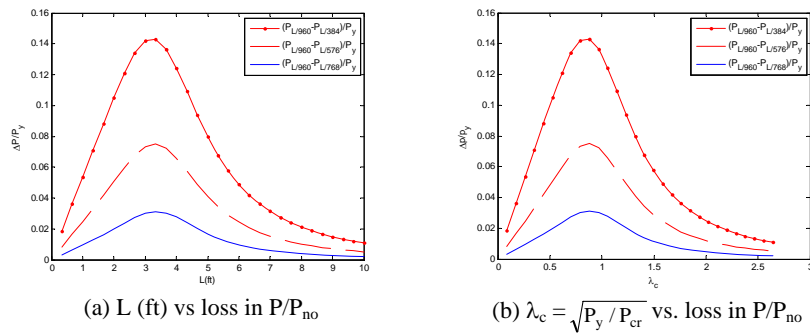 0.16
0.14
0.12
0.1
0.08
0.06
0.04
0.02
0
0 1 2 3 4 5 6 7 8 9 10
ΔP/P_y
L(ft)
(P_L/960-P_L/384)/P_y
(P_L/960-P_L/576)/P_y
(P_L/960-P_L/768)/P_y
(a) L (ft) vs loss in P/P_no
0.16
0.14
0.12
0.1
0.08
0.06
0.04
0.02
0
0 0.5 1 1.5 2 2.5 3
Δp/p_y
λ_c
(P_L/960-P_L/384)/P_y
(P_L/960-P_L/576)/P_y
(P_L/960-P_L/768)/P_y
(b) λ_c = √P_y / P_cr vs. loss in P/P_no